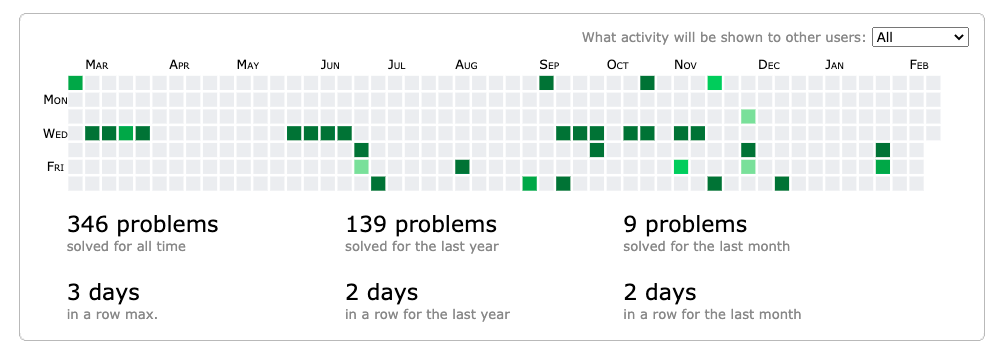 What activity will be shown to other users: All
Mar Apr May Jun Jul Aug Sep Oct Nov Dec Jan Feb
Mon
Wed
Fri
346 problems 139 problems 9 problems
solved for all time solved for the last year solved for the last month
3 days 2 days 2 days
in a row max. in a row for the last year in a row for the last month